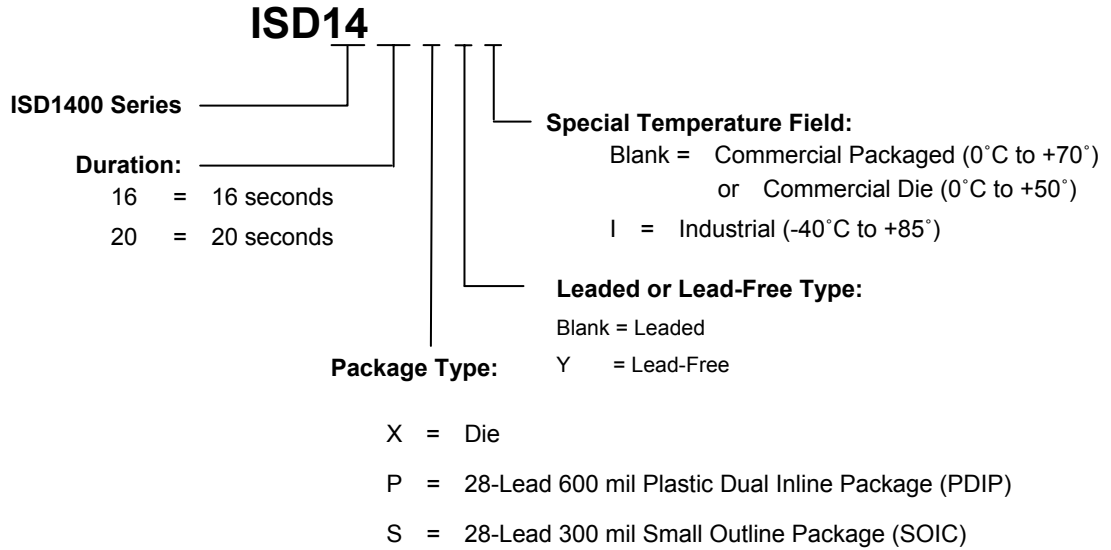 ISD14
ISD1400 Series
Duration:
16 = 16 seconds
20 = 20 seconds
Special Temperature Field:
Blank = Commercial Packaged (0˚C to +70˚)
or Commercial Die (0˚C to +50˚)
I = Industrial (-40˚C to +85˚)
Leaded or Lead-Free Type:
Blank = Leaded
Y = Lead-Free
Package Type:
X = Die
P = 28-Lead 600 mil Plastic Dual Inline Package (PDIP)
S = 28-Lead 300 mil Small Outline Package (SOIC)